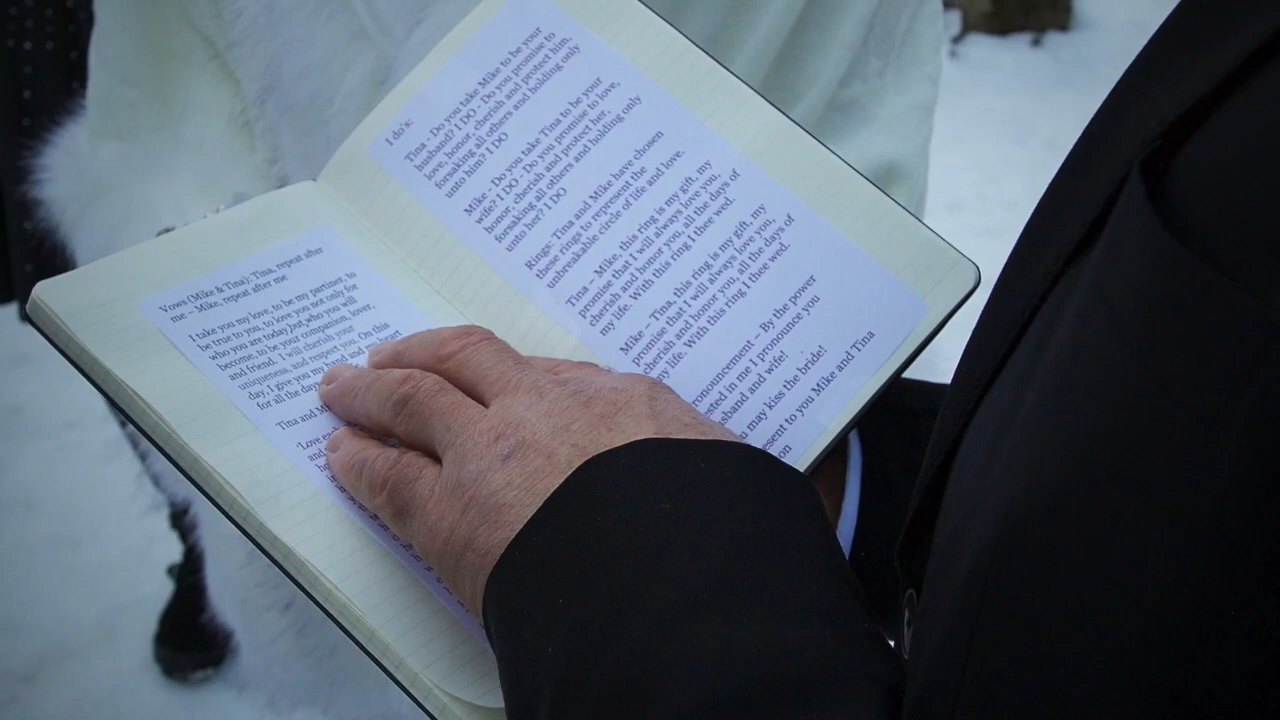 Vows (Mike & Tina): Tina, repeat after
me – Mike, repeat after me
I take you my love, to be my partner, to
be true to you, to love you not only for
who you are today,but who you will
become, to be your companion, lover,
and friend. I will cherish your
uniqueness, and respect you. On this
day, I give you my hand and
for all the
Tina and
'Love
and
I do's:
Tina - Do you take Mike to be your
husband? I DO - Do you promise to
love, honor, cherish and protect him,
forsaking all others and holding only
unto him? I DO
Mike - Do you take Tina to be your
wife? I DO - Do you promise to love,
honor, cherish and protect her,
forsaking all others and holding only
unto her? I DO
Rings: Tina and Mike have chosen
these rings to represent the
unbreakable circle of life and love.
Tina – Mike, this ring is my gift, my
promise that I will always love you,
cherish and honor you, all the days of
my life. With this ring I thee wed.
Mike – Tina, this ring is my gift, my
promise that I will always love you,
cherish and honor you, all the days of
my life. With this ring I thee wed.
ronouncement – By the power
sted in me I pronounce you
sband and wife!
u may kiss the bride!
esent to you Mike and Tina
on